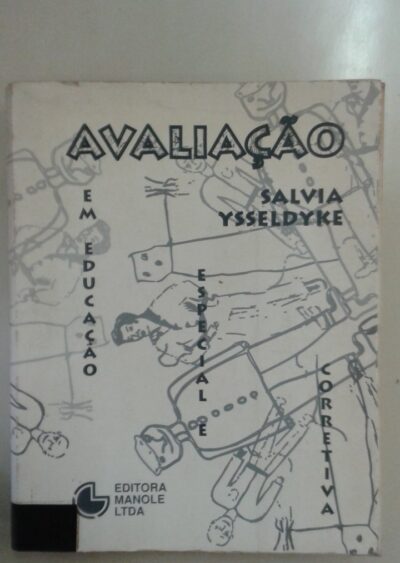 AVALIAÇÃO
SALVIA
YSSELDYKE
EM EDUCAÇÃO
ESPECIAL E
CORRETIVA
EDITORA
MANOLE
LTDA